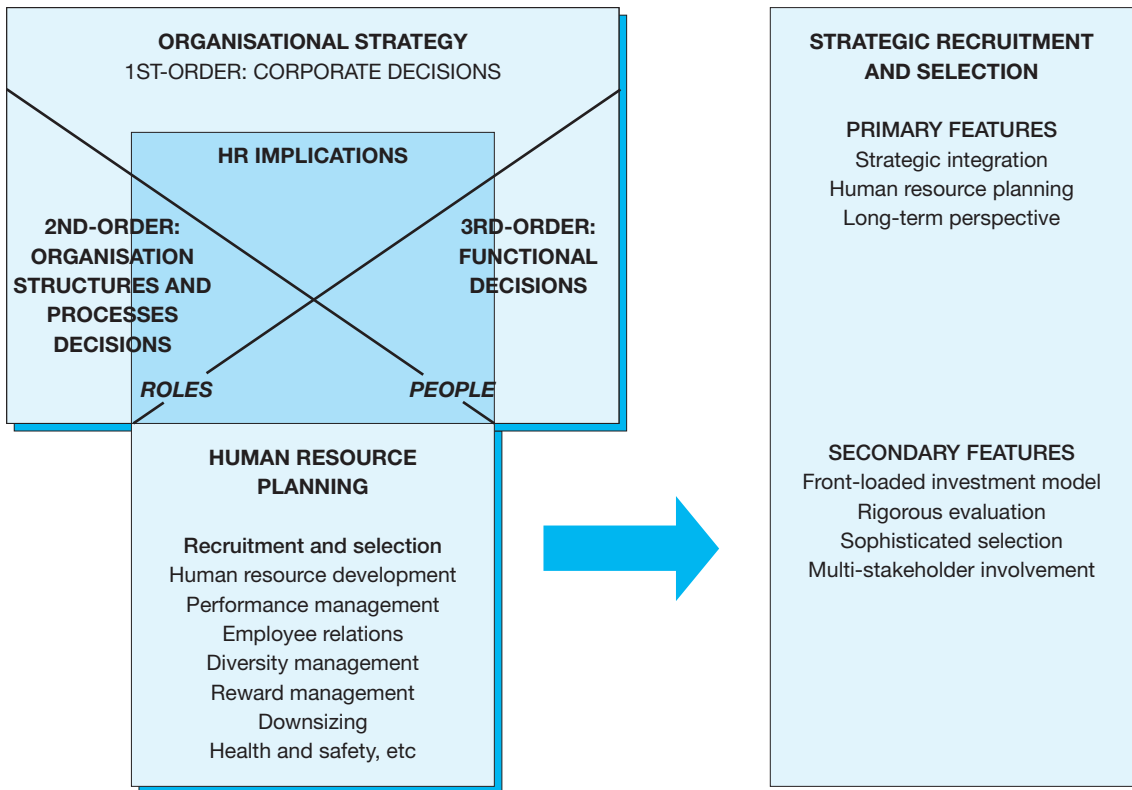 ORGANISATIONAL STRATEGY
1ST-ORDER: CORPORATE DECISIONS
HR IMPLICATIONS
2ND-ORDER:
ORGANISATION
STRUCTURES AND
PROCESSES
DECISIONS
3RD-ORDER:
FUNCTIONAL
DECISIONS
ROLES
PEOPLE
HUMAN RESOURCE
PLANNING
Recruitment and selection
Human resource development
Performance management
Employee relations
Diversity management
Reward management
Downsizing
Health and safety, etc
STRATEGIC RECRUITMENT
AND SELECTION
PRIMARY FEATURES
Strategic integration
Human resource planning
Long-term perspective
SECONDARY FEATURES
Front-loaded investment model
Rigorous evaluation
Sophisticated selection
Multi-stakeholder involvement